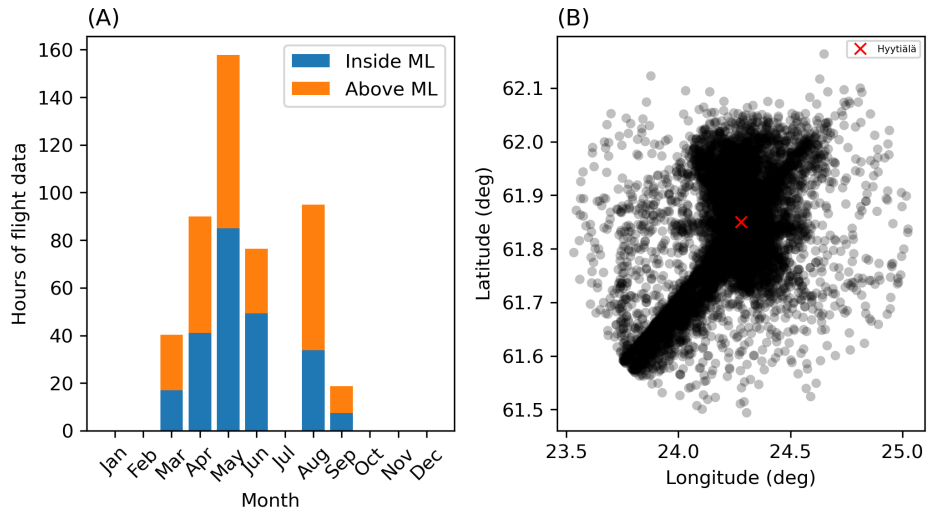 (A)
160
140
120
100
80
60
40
20
0
Hours of flight data
Inside ML
Above ML
Jan Feb Mar Apr May Jun Jul Aug Sep Oct Nov Dec
Month
(B)
62.1
62.0
61.9
61.8
61.7
61.6
61.5
Latitude (deg)
Hyytiälä
23.5 24.0 24.5 25.0
Longitude (deg)